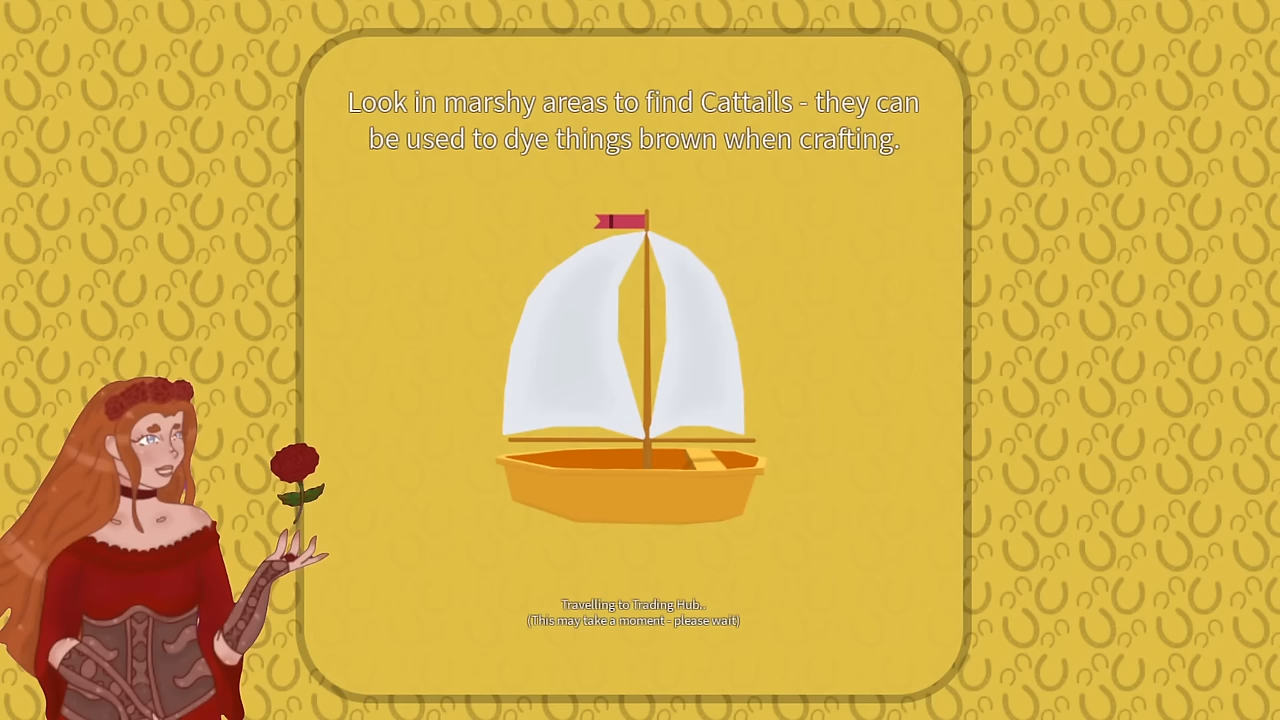 Look in marshy areas to find Cattails - they can
be used to dye things brown when crafting.
Travelling to Trading Hub..
(This may take a moment - please wait)